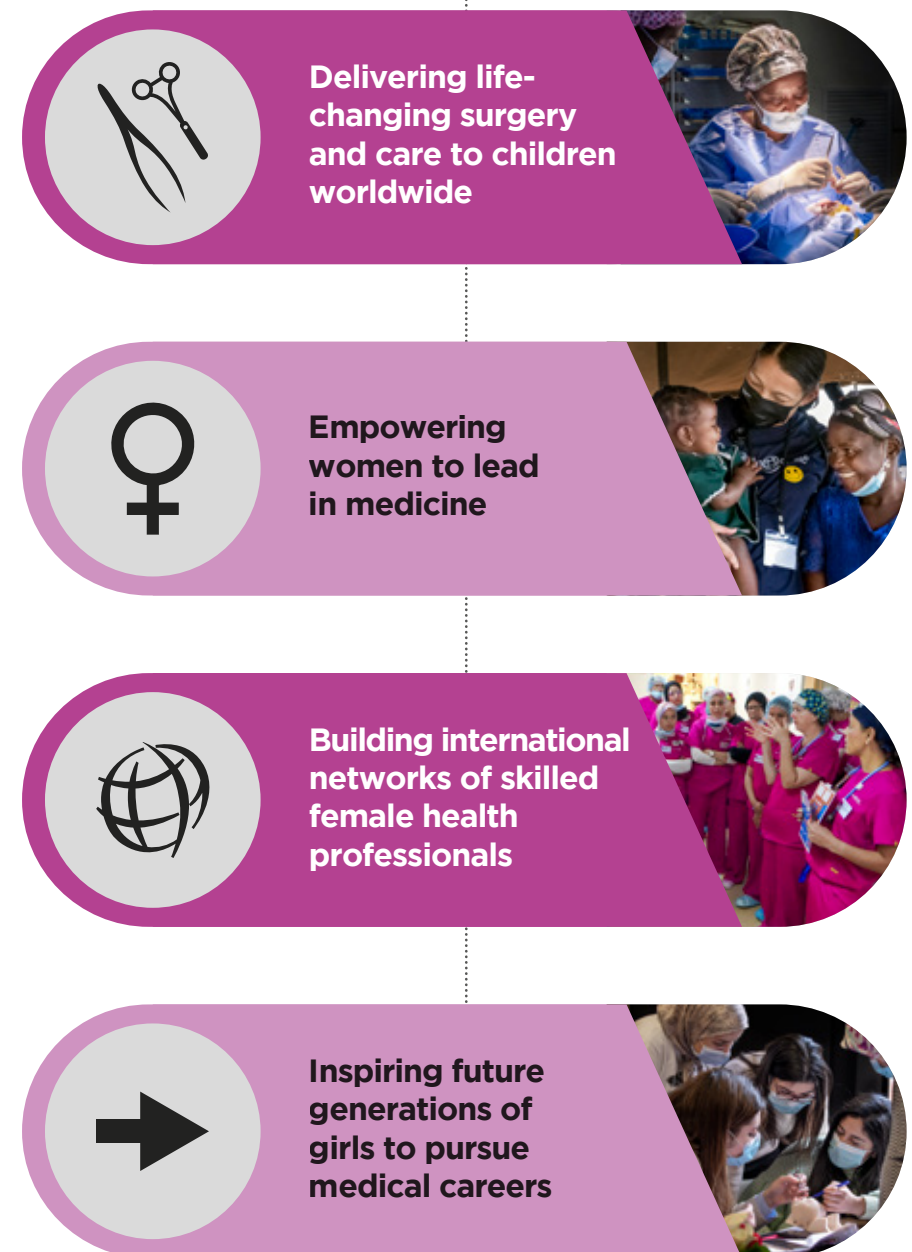 Delivering life-
changing surgery
and care to children
worldwide
Empowering
women to lead
in medicine
Building international
networks of skilled
female health
professionals
Inspiring future
generations of
girls to pursue
medical careers